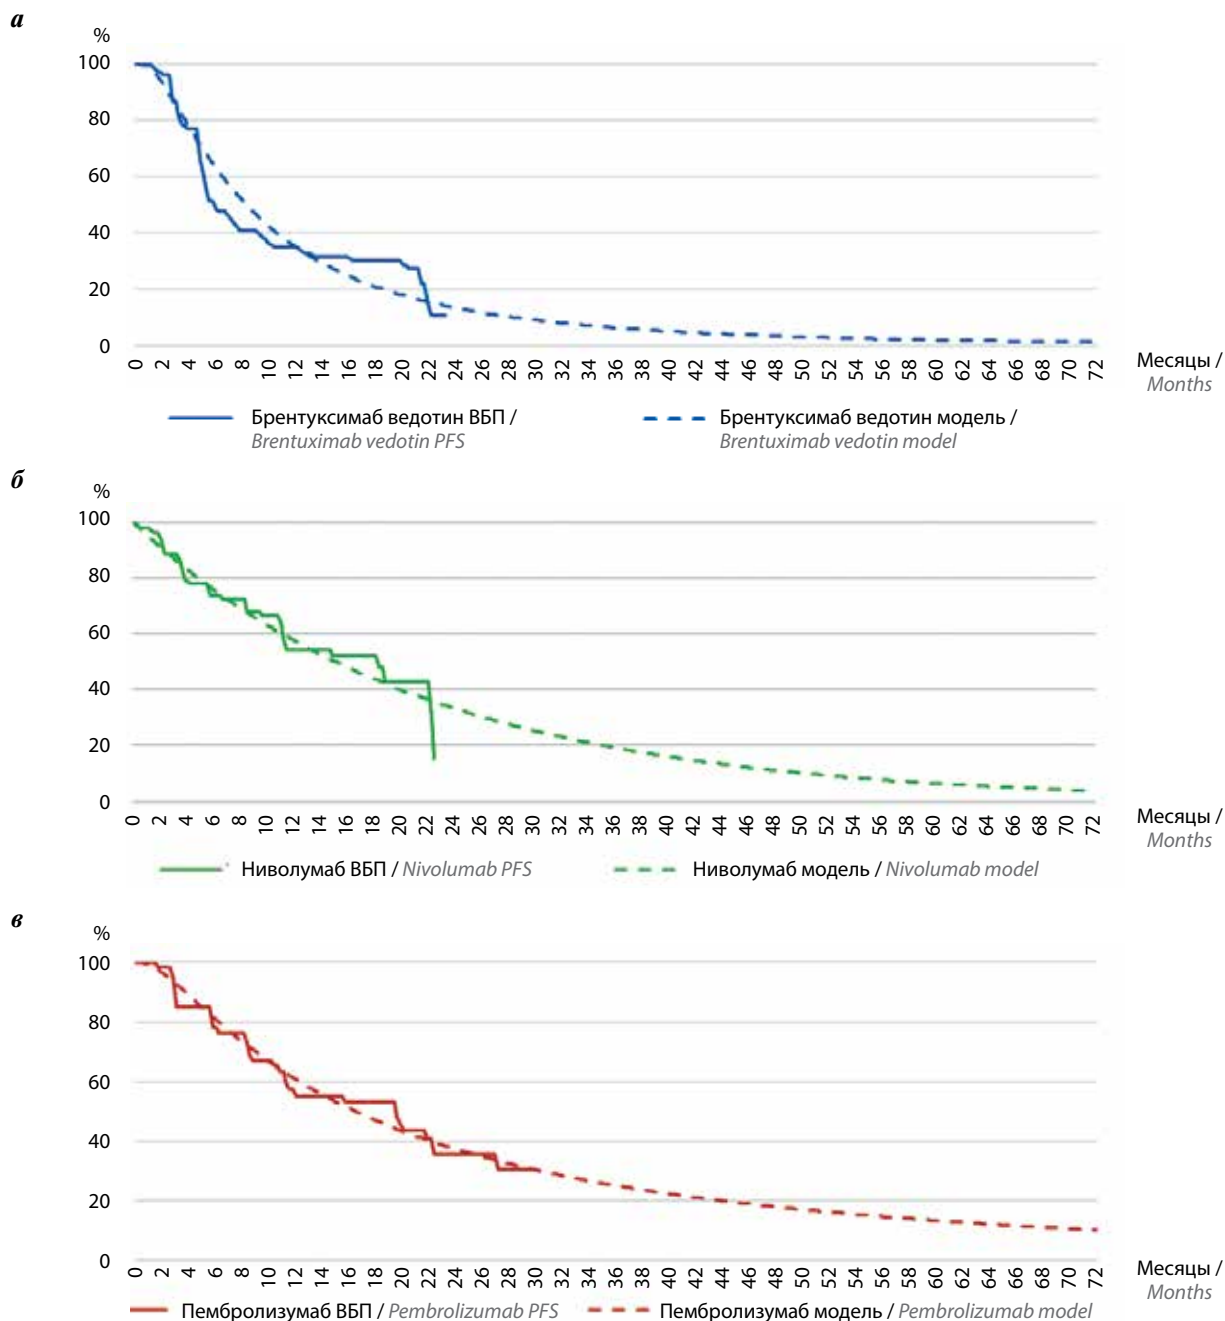 а
%
100
80
60
40
20
0
0 2 4 6 8 10 12 14 16 18 20 22 24 26 28 30 32 34 36 38 40 42 44 46 48 50 52 54 56 58 60 62 64 66 68 70 72
Месяцы /
Months
Брентуксимаб ведотин ВБП /
Brentuximab vedotin PFS
Брентуксимаб ведотин модель /
Brentuximab vedotin model
б
%
100
80
60
40
20
0
0 2 4 6 8 10 12 14 16 18 20 22 24 26 28 30 32 34 36 38 40 42 44 46 48 50 52 54 56 58 60 62 64 66 68 70 72
Месяцы /
Months
Ниволумаб ВБП / Nivolumab PFS
Ниволумаб модель / Nivolumab model
в
%
100
80
60
40
20
0
0 2 4 6 8 10 12 14 16 18 20 22 24 26 28 30 32 34 36 38 40 42 44 46 48 50 52 54 56 58 60 62 64 66 68 70 72
Месяцы /
Months
Пембролизумаб ВБП / Pembrolizumab PFS
Пембролизумаб модель / Pembrolizumab model